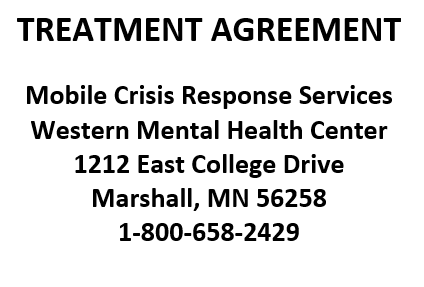 TREATMENT AGREEMENT
Mobile Crisis Response Services
Western Mental Health Center
1212 East College Drive
Marshall, MN 56258
1-800-658-2429